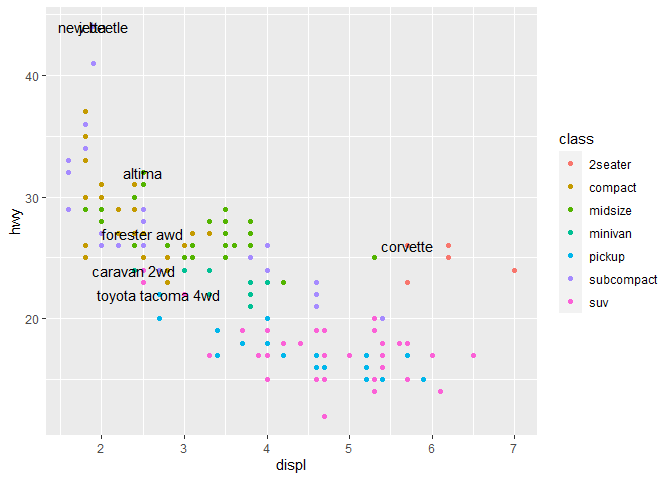 new beetle
jetta
40
altima
30
forester awd
corvette
caravan 2wd
toyota tacoma 4wd
20
hwy
2
3
4
5
6
7
displ
class
2seater
compact
midsize
minivan
pickup
subcompact
suv